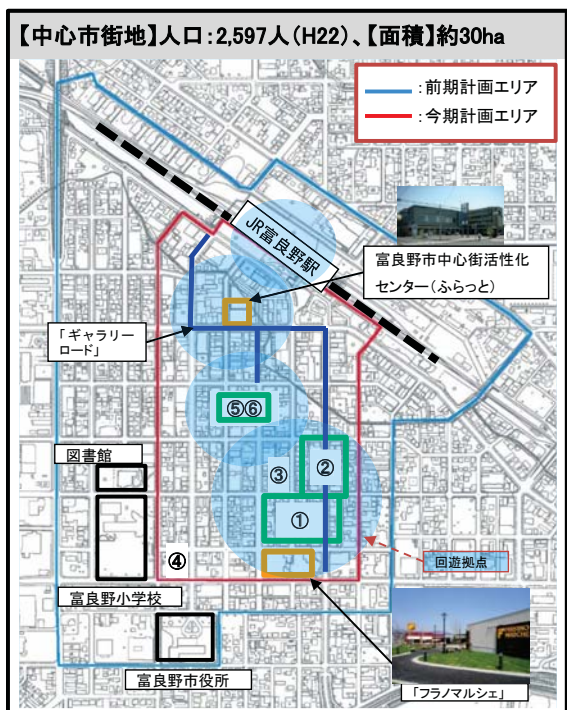 【中心市街地】人口：2,597人（H22）、【面積】約30ha
：前期計画エリア
：今期計画エリア
JR富良野駅
富良野市中心街活性化
センター（ふらっと）
「ギャラリー
ロード」
⑤⑥
図書館
③
②
①
④
回遊拠点
富良野小学校
富良野市役所
「フラノマルシェ」